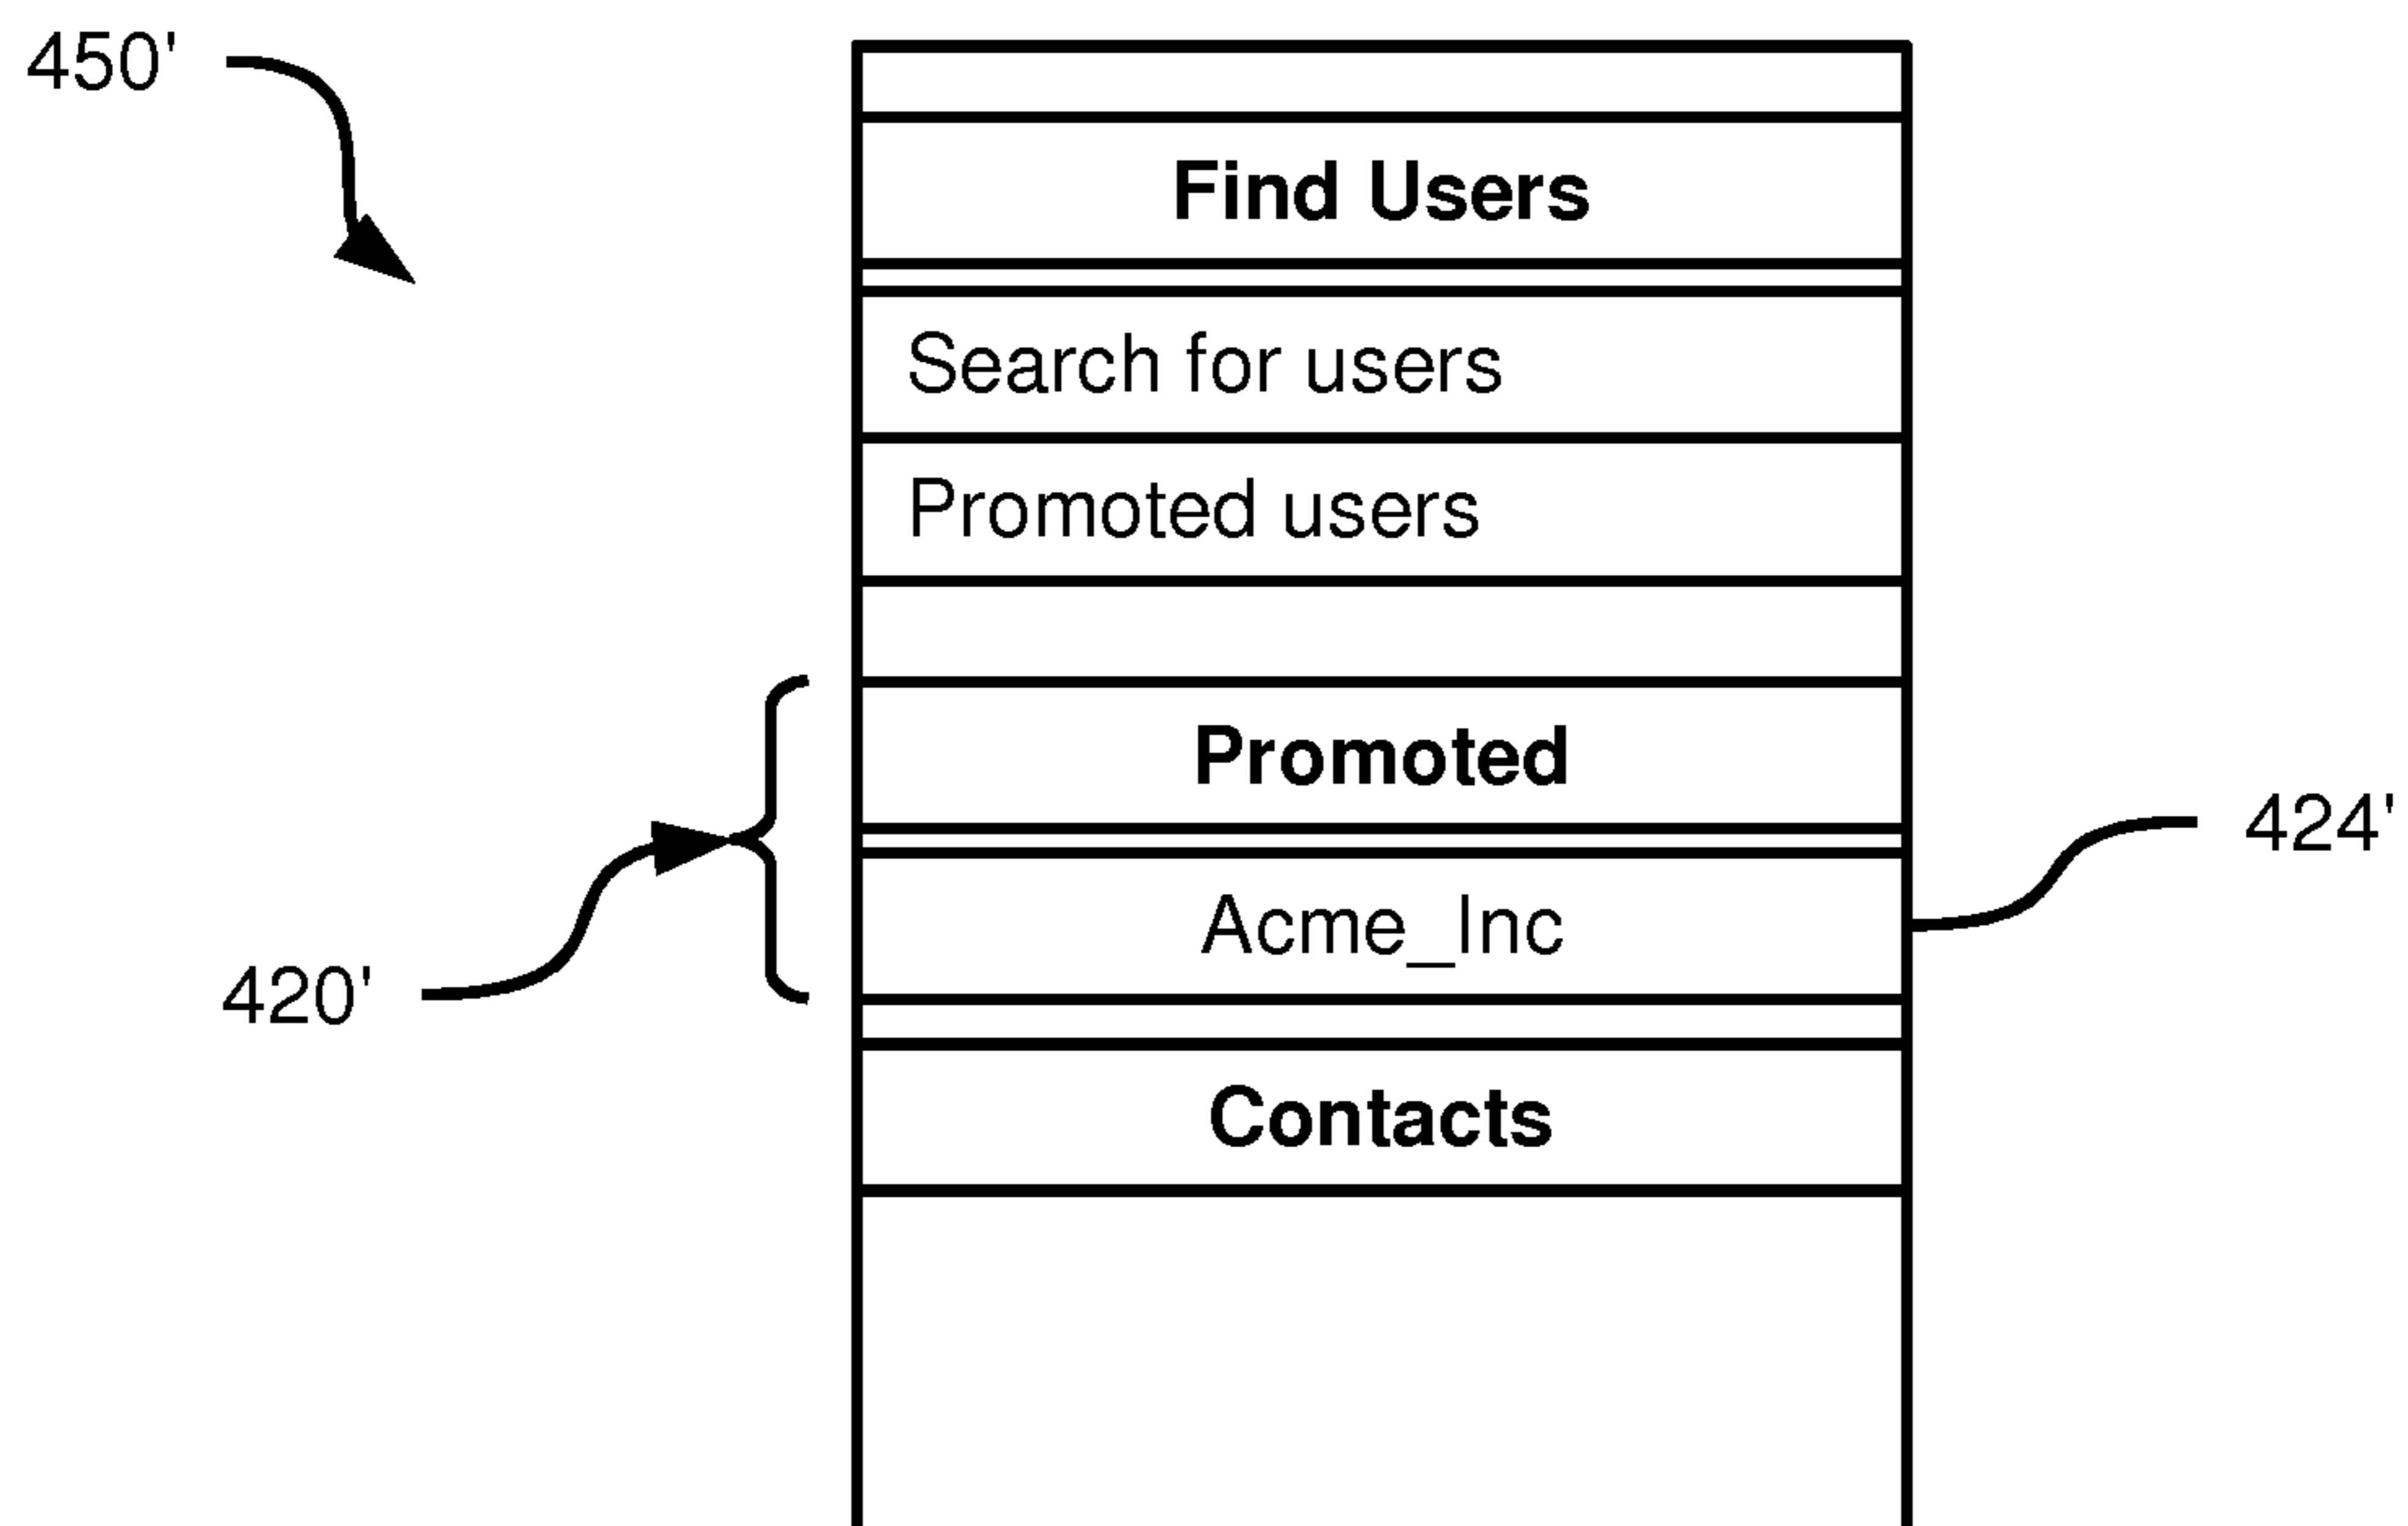 450'
Find Users
Search for users
Promoted users
Promoted
424'
Acme_Inc
420'
Contacts